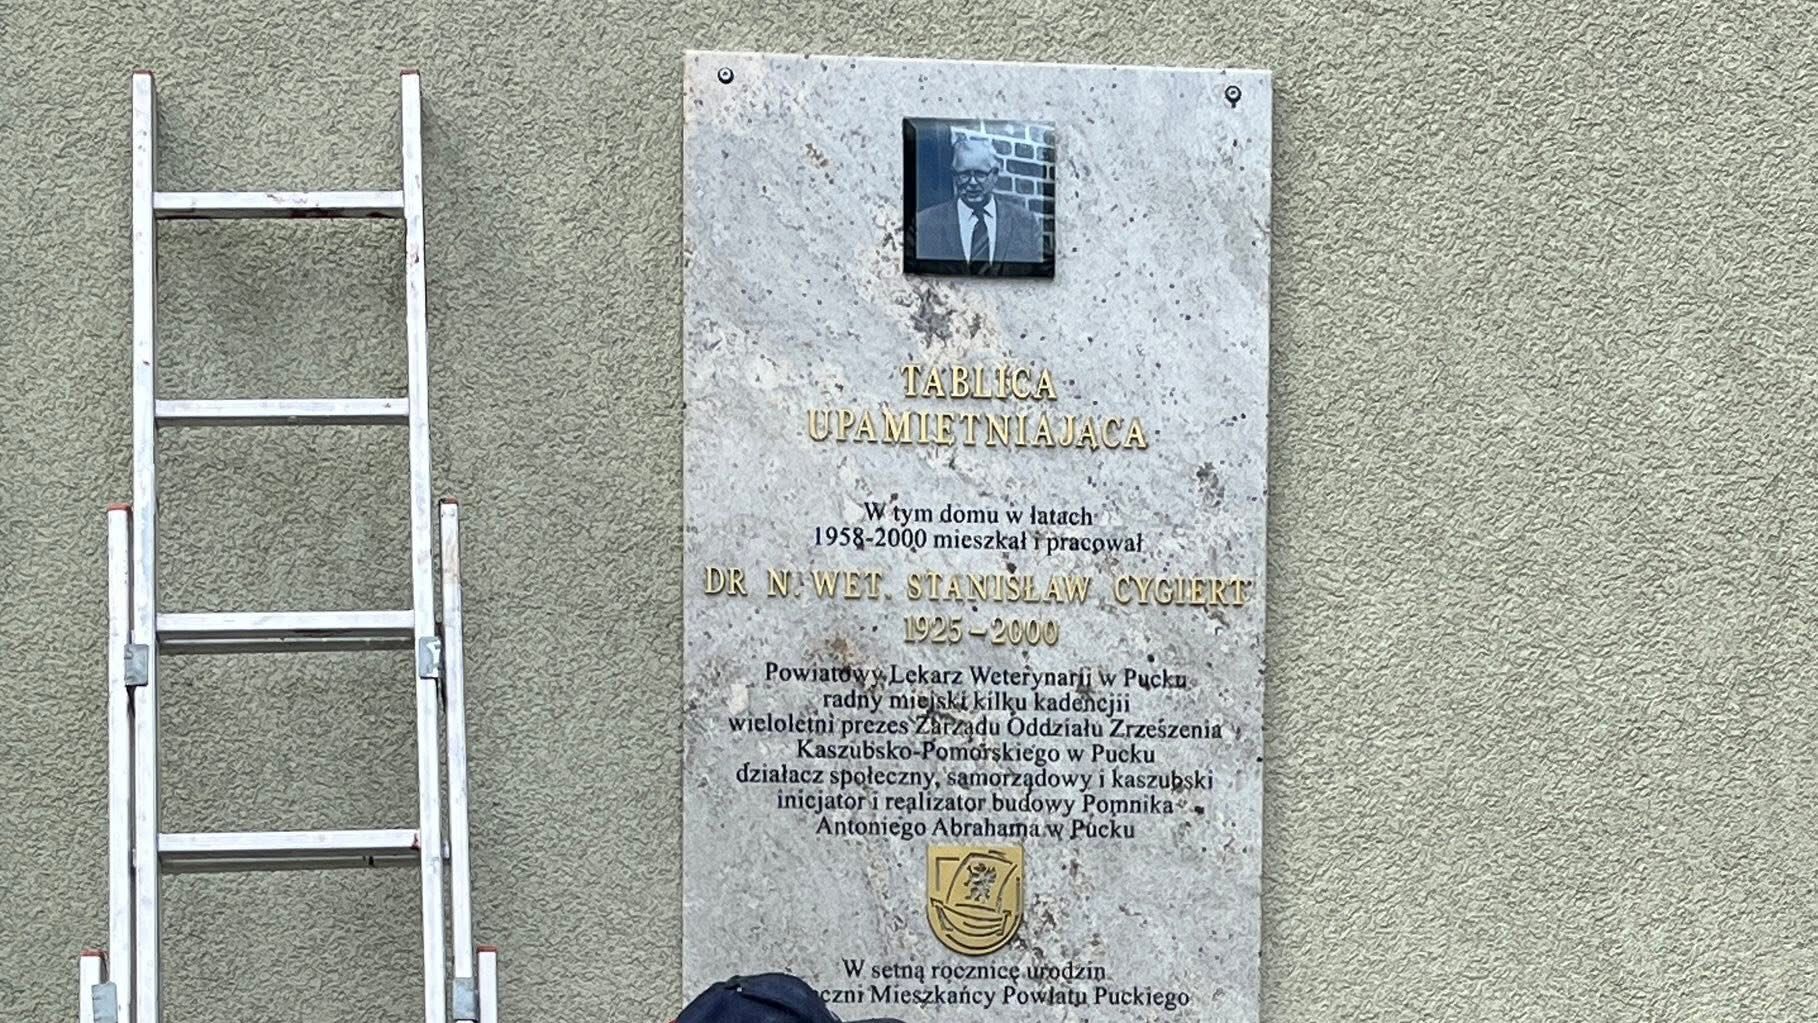 TABLICA
UPAMIĘTNIAJĄCA
W tym domu w łatach
1958-2000 mieszkał i pracował
DR N. WET. STANISŁAW CYGIERT
1925 – 2000
Powiatowy Lekarz Weterynarii w Pucku
radny miejski kilku kadencjii
wieloletni prezes Zarządu Oddziału Zrzeszenia
Kaszubsko-Pomorskiego w Pucku
działacz społeczny, samorządowy i kaszubski
inicjator i realizator budowy Pomnika
Antoniego Abrahama w Pucku
W setną rocznicę urodzin
Mieszkańcy Powiatu Puckiego